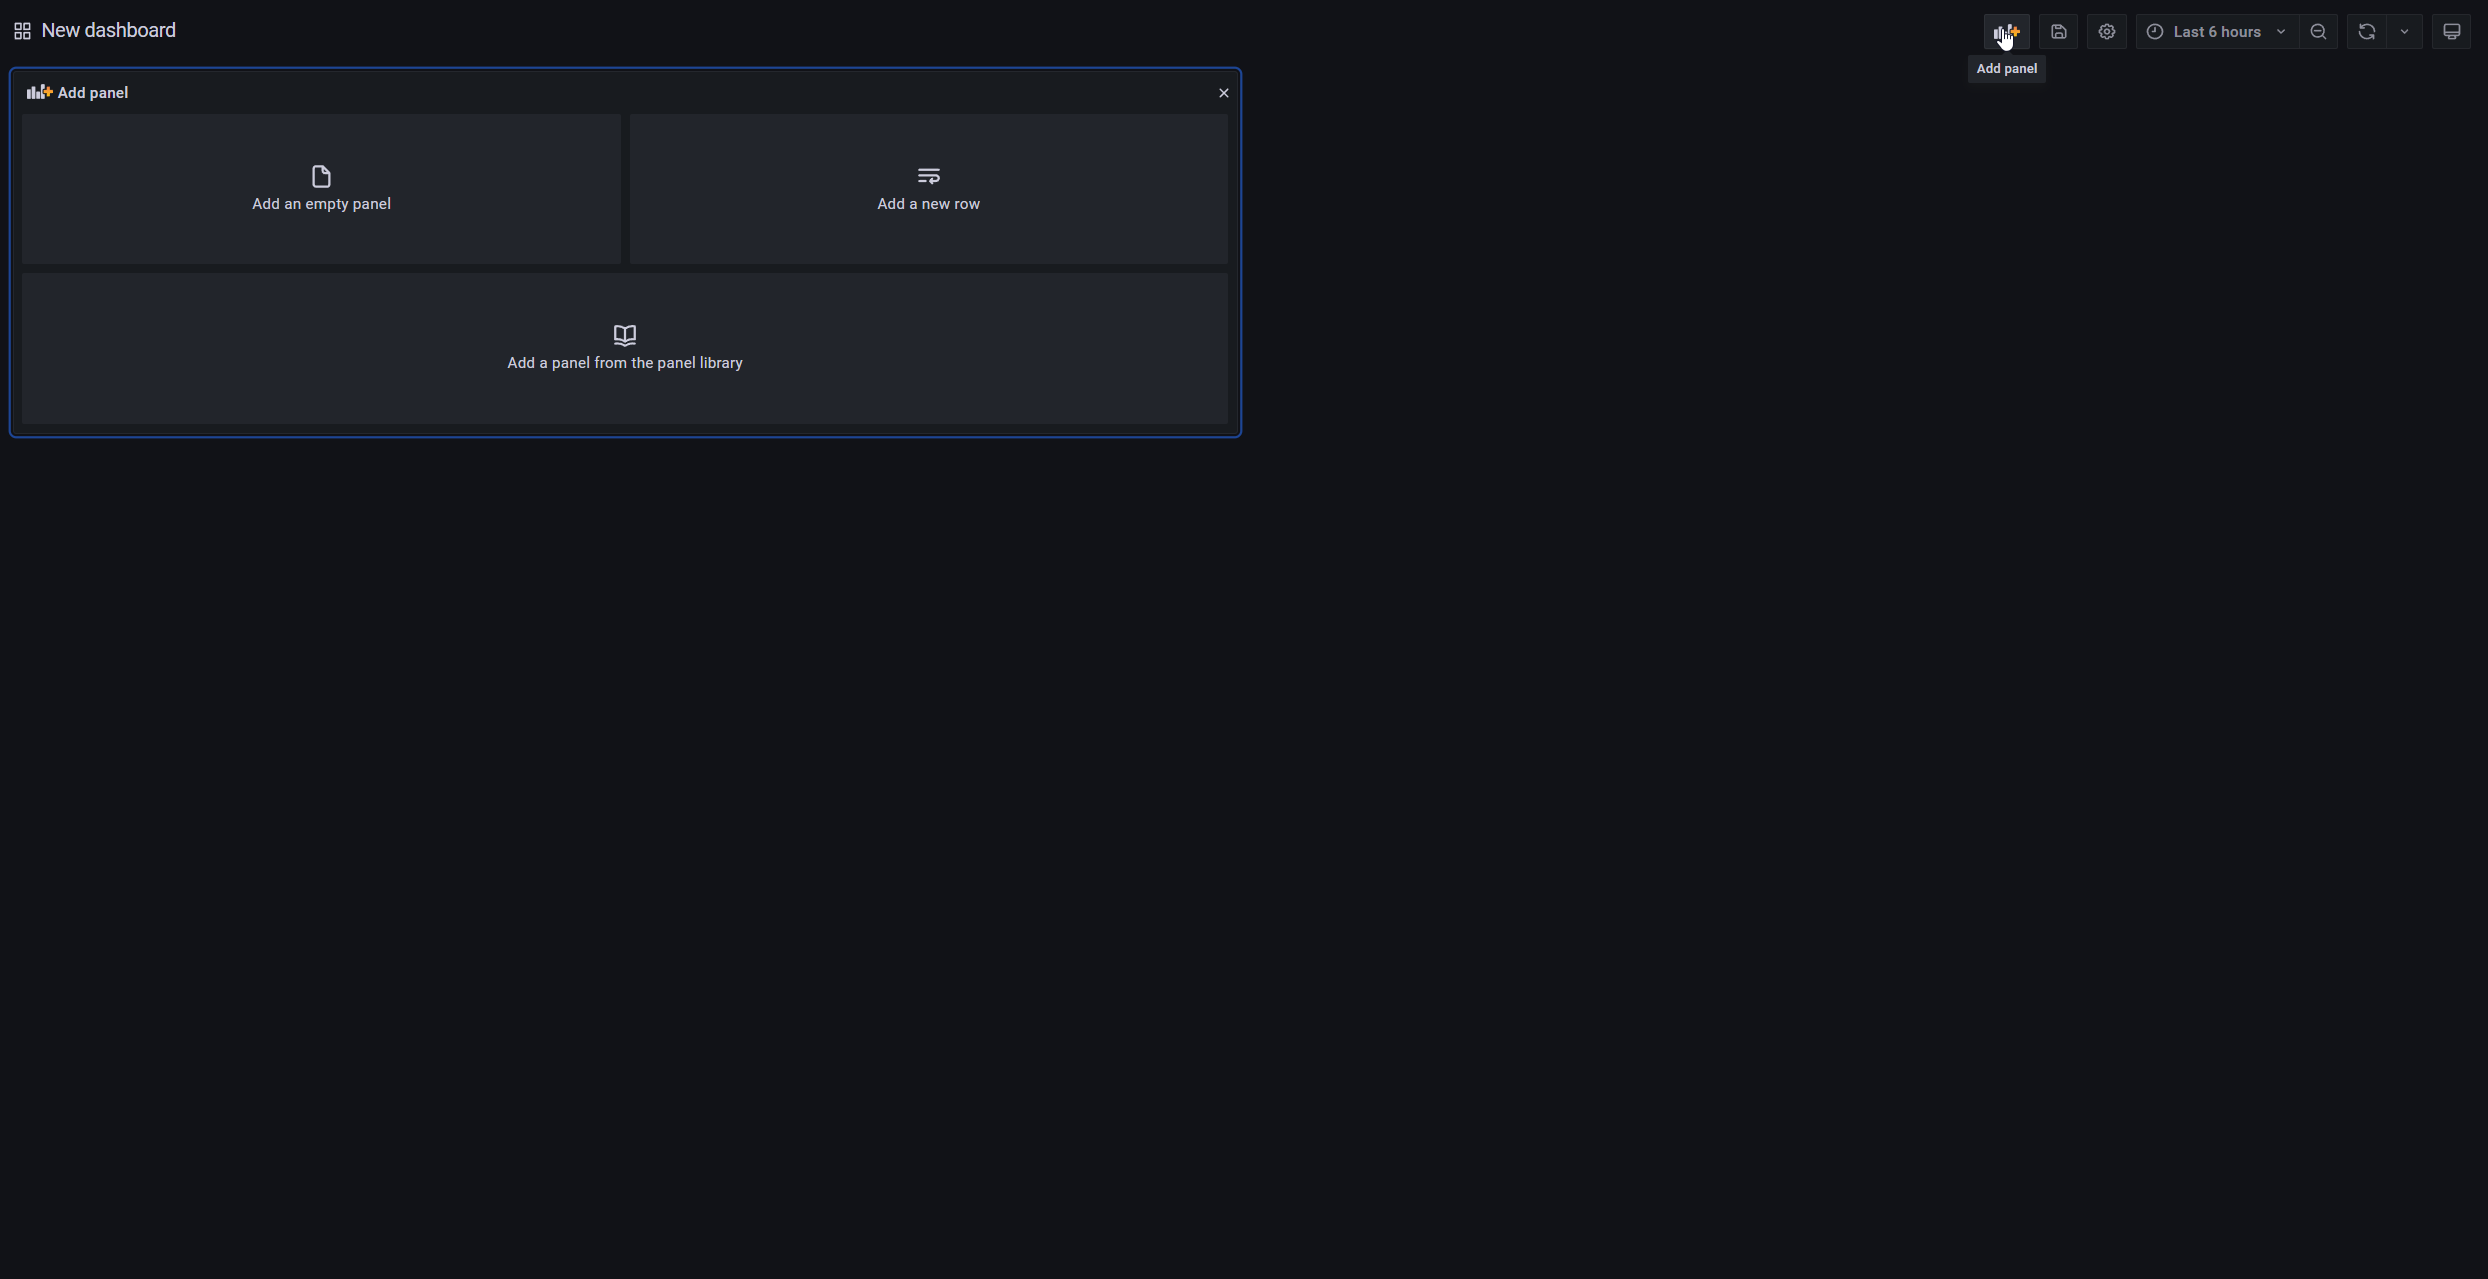 New dashboard
Last 6 hours
Add panel
Add panel
Add an empty panel
Add a new row
Add a panel from the panel library